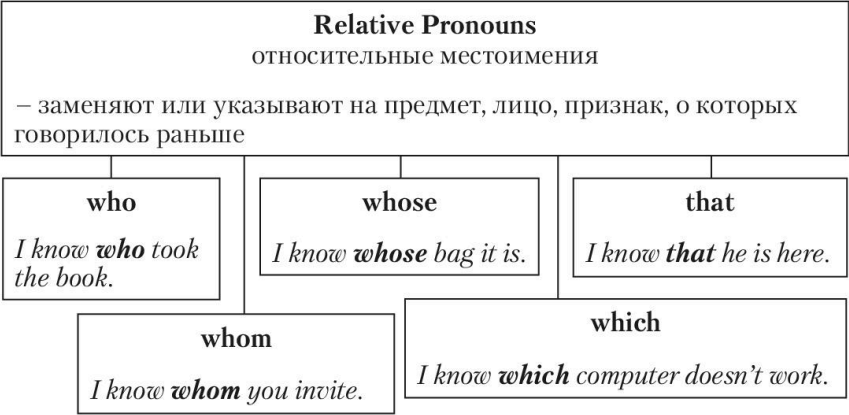 Relative Pronouns
относительные местоимения
– заменяют или указывают на предмет, лицо, признак, о которых
говорилось раньше
who
I know who took
the book.
whose
I know whose bag it is.
that
I know that he is here.
whom
I know whom you invite.
which
I know which computer doesn’t work.